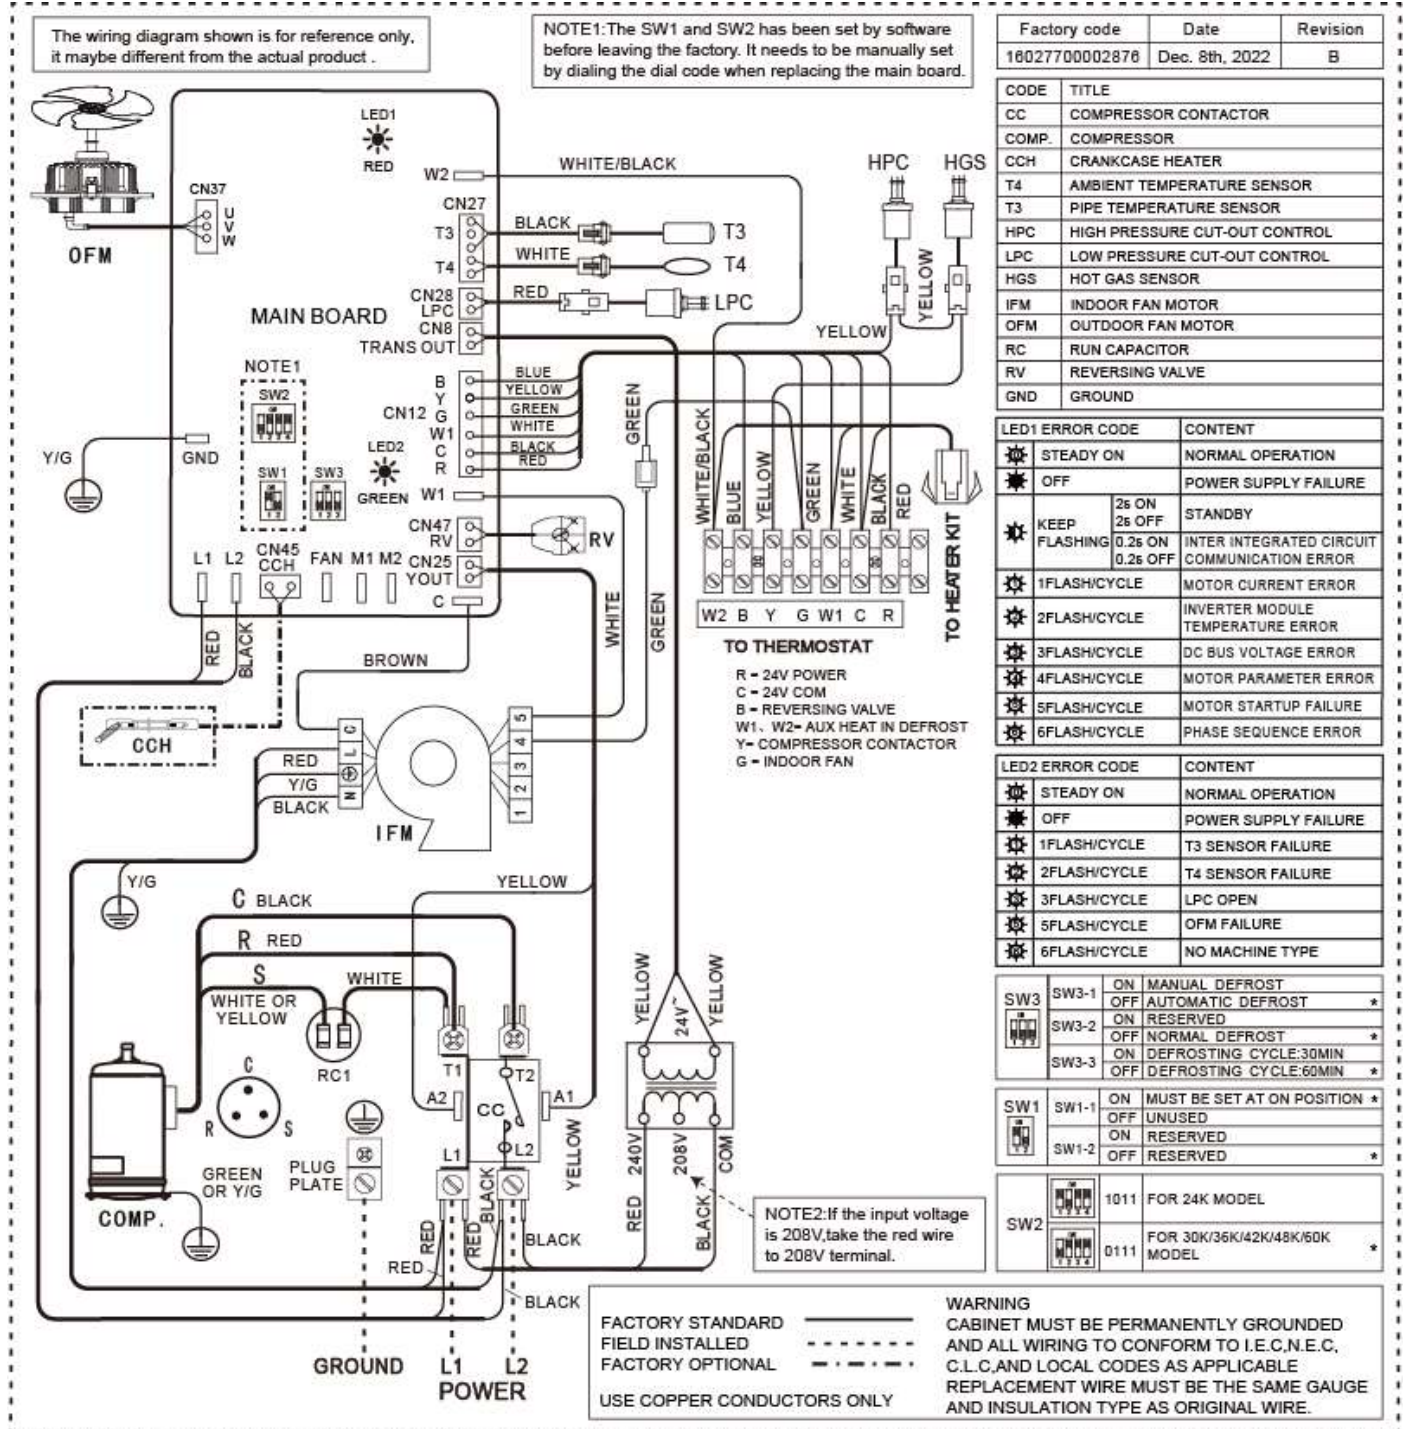 The wiring diagram shown is for reference only,
it maybe different from the actual product .
NOTE1:The SW1 and SW2 has been set by software
before leaving the factory. It needs to be manually set
by dialing the dial code when replacing the main board.
Factory code Date Revision
16027700002876 Dec. 8th, 2022 B
CODE TITLE
CC COMPRESSOR CONTACTOR
COMP. COMPRESSOR
CCH CRANKCASE HEATER
T4 AMBIENT TEMPERATURE SENSOR
T3 PIPE TEMPERATURE SENSOR
HPC HIGH PRESSURE CUT-OUT CONTROL
LPC LOW PRESSURE CUT-OUT CONTROL
HGS HOT GAS SENSOR
IFM INDOOR FAN MOTOR
OFM OUTDOOR FAN MOTOR
RC RUN CAPACITOR
RV REVERSING VALVE
GND GROUND
LED1 ERROR CODE CONTENT
STEADY ON NORMAL OPERATION
OFF POWER SUPPLY FAILURE
KEEP FLASHING
2s ON
2s OFF
STANDBY
0.2s ON
0.2s OFF
INTER INTEGRATED CIRCUIT
COMMUNICATION ERROR
1FLASH/CYCLE MOTOR CURRENT ERROR
2FLASH/CYCLE INVERTER MODULE
TEMPERATURE ERROR
3FLASH/CYCLE DC BUS VOLTAGE ERROR
4FLASH/CYCLE MOTOR PARAMETER ERROR
5FLASH/CYCLE MOTOR STARTUP FAILURE
6FLASH/CYCLE PHASE SEQUENCE ERROR
LED2 ERROR CODE CONTENT
STEADY ON NORMAL OPERATION
OFF POWER SUPPLY FAILURE
1FLASH/CYCLE T3 SENSOR FAILURE
2FLASH/CYCLE T4 SENSOR FAILURE
3FLASH/CYCLE LPC OPEN
5FLASH/CYCLE OFM FAILURE
6FLASH/CYCLE NO MACHINE TYPE
SW3
SW3-1 ON MANUAL DEFROST
OFF AUTOMATIC DEFROST *
SW3-2 ON RESERVED
OFF NORMAL DEFROST *
SW3-3 ON DEFROSTING CYCLE:30MIN
OFF DEFROSTING CYCLE:60MIN *
SW1
SW1-1 ON MUST BE SET AT ON POSITION *
OFF UNUSED
SW1-2 ON RESERVED
OFF RESERVED *
SW2
1011 FOR 24K MODEL
0111 FOR 30K/36K/42K/48K/60K
MODEL *
OFM
CN37
U
V
W
LED1
RED
W2
WHITE/BLACK
CN27
T3
BLACK
T3
T4
WHITE
T4
CN28
LPC
RED
LPC
CN8
TRANS OUT
MAIN BOARD
HPC
HGS
YELLOW
YELLOW
NOTE1
SW2
SW1
SW3
LED2
GREEN
CN12
B BLUE
Y YELLOW
G GREEN
W1 WHITE
C BLACK
R RED
W1
CN47
RV
RV
CN25
YOUT
C
GND
Y/G
L1 L2
CN45
CCH
FAN M1 M2
RED
BLACK
BROWN
WHITE
GREEN
GREEN
WHITE/BLACK
BLUE
YELLOW
GREEN
WHITE
BLACK
RED
W2 B Y G W1 C R
TO HEATER KIT
TO THERMOSTAT
R - 24V POWER
C - 24V COM
B - REVERSING VALVE
W1、W2- AUX HEAT IN DEFROST
Y- COMPRESSOR CONTACTOR
G - INDOOR FAN
CCH
C
L
N
RED
Y/G
BLACK
IFM
5
4
3
2
1
Y/G
YELLOW
C BLACK
R RED
S
WHITE OR
YELLOW
WHITE
RC1
C
R
S
COMP.
GREEN
OR Y/G
PLUG
PLATE
T1
T2
A2
CC
A1
L1
L2
YELLOW
YELLOW
YELLOW
24V~
240V
208V
COM
RED
BLACK
RED
RED
BLACK
BLACK
RED
BLACK
NOTE2:If the input voltage
is 208V,take the red wire
to 208V terminal.
GROUND
L1 L2
POWER
FACTORY STANDARD
FIELD INSTALLED
FACTORY OPTIONAL
USE COPPER CONDUCTORS ONLY
WARNING
CABINET MUST BE PERMANENTLY GROUNDED
AND ALL WIRING TO CONFORM TO I.E.C,N.E.C,
C.L.C,AND LOCAL CODES AS APPLICABLE
REPLACEMENT WIRE MUST BE THE SAME GAUGE
AND INSULATION TYPE AS ORIGINAL WIRE.